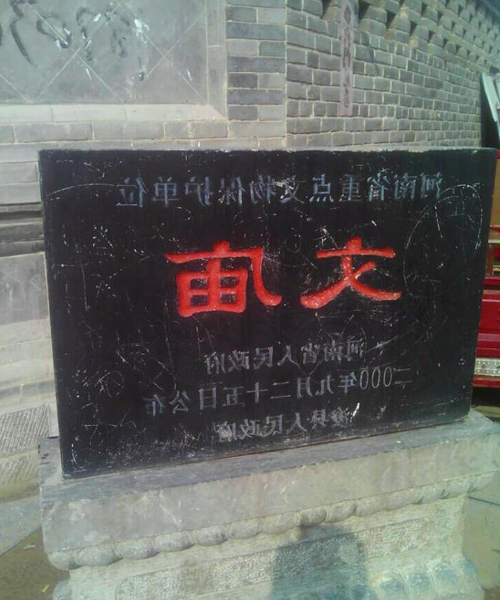 河南省重点文物保护单位
文庙
河南省人民政府
二000年九月二十五日公布
浚县人民政府